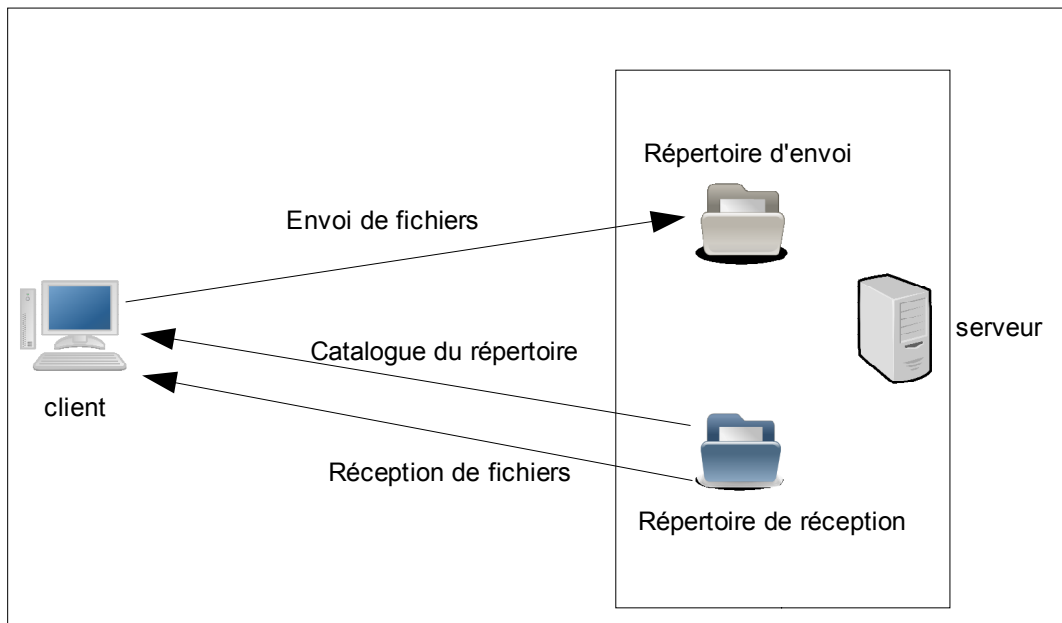 Répertoire d'envoi
Envoi de fichiers
serveur
Catalogue du répertoire
client
Réception de fichiers
Répertoire de réception